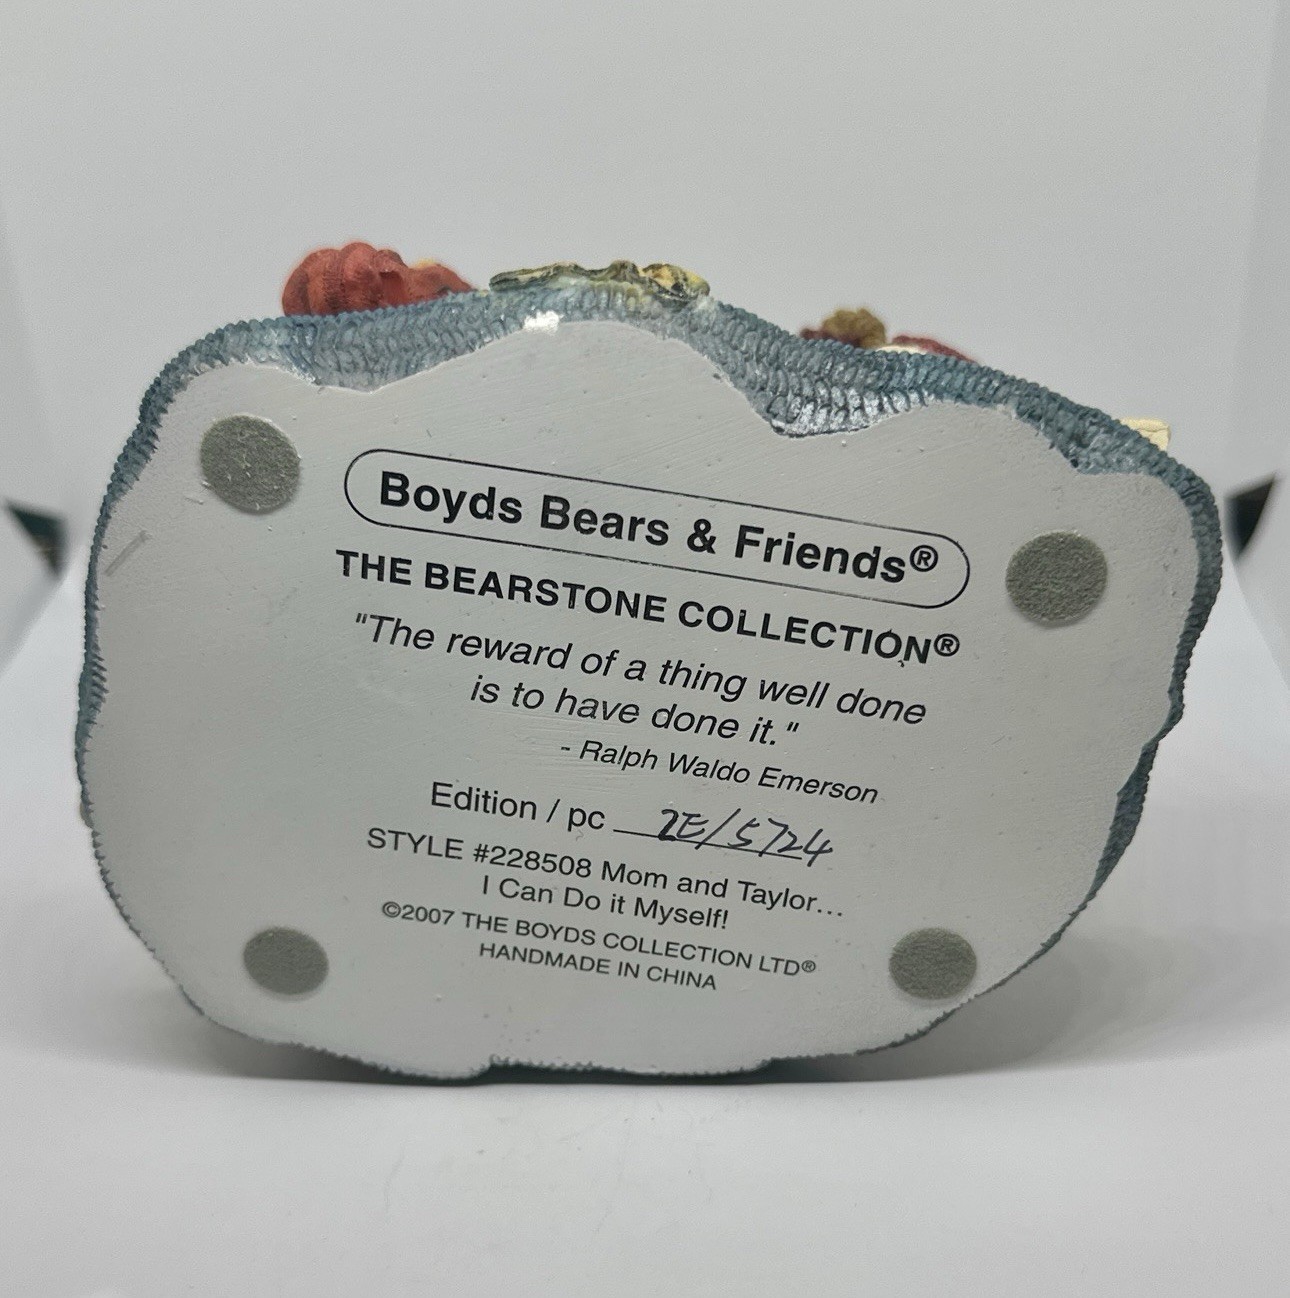 Boyds Bears & Friends®
THE BEARSTONE COLLECTION®
"The reward of a thing well done
is to have done it."
- Ralph Waldo Emerson
Edition / pc 2E/5724
STYLE #228508 Mom and Taylor...
I Can Do it Myself!
©2007 THE BOYDS COLLECTION LTD®
HANDMADE IN CHINA